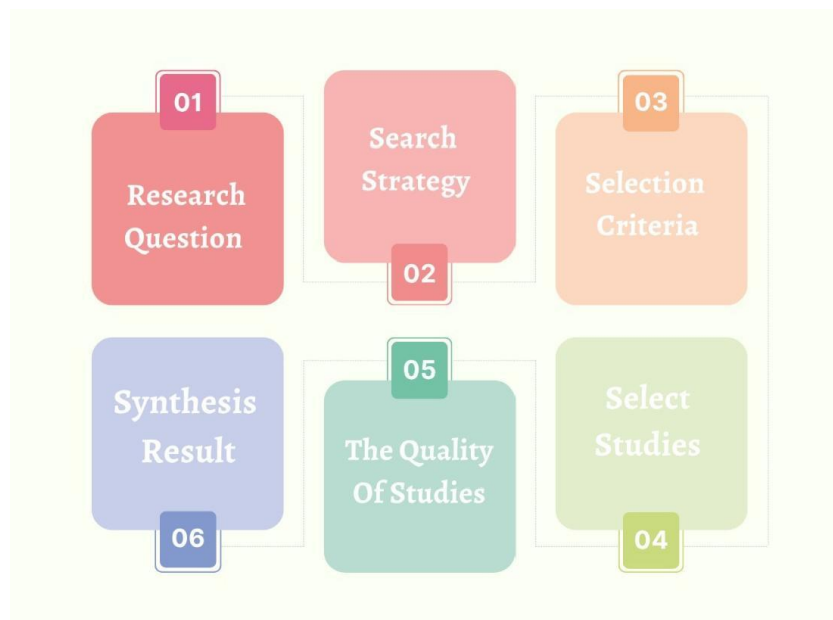 01
Research
Question
Search
Strategy
02
03
Selection
Criteria
Select
Studies
04
05
The Quality
Of Studies
Synthesis
Result
06